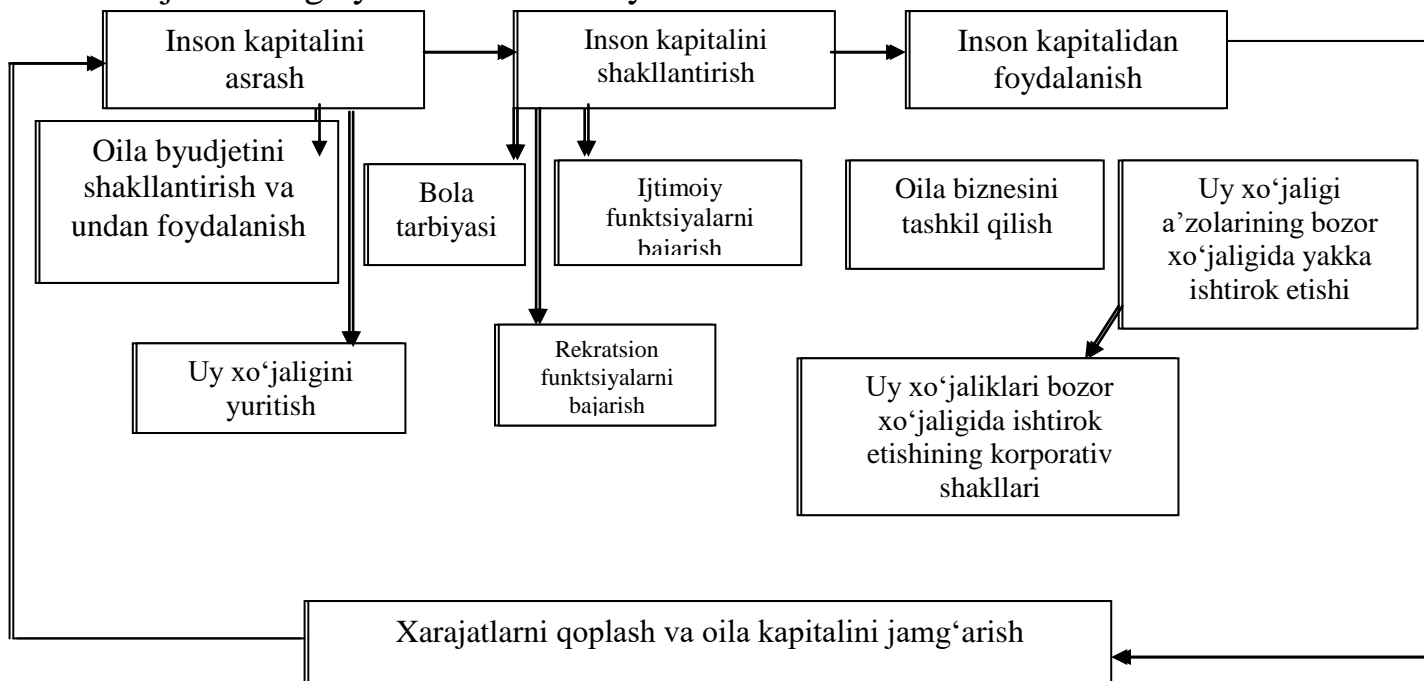 Inson kapitalini
asrash
Inson kapitalini
shakllantirish
Inson kapitalidan
foydalanish
Oila byudjetini
shakllantirish va
undan foydalanish
Bola
tarbiyasi
Ijtimoiy
funktsiyalarni
bajarish
Oila biznesini
tashkil qilish
Uy xo‘jaligi
a’zolarining bozor
xo‘jaligida yakka
ishtirok etishi
Uy xo‘jaligini
yuritish
Rekratsion
funktsiyalarni
bajarish
Uy xo‘jaliklari bozor
xo‘jaligida ishtirok
etishining korporativ
shakllari
Xarajatlarni qoplash va oila kapitalini jamg‘arish